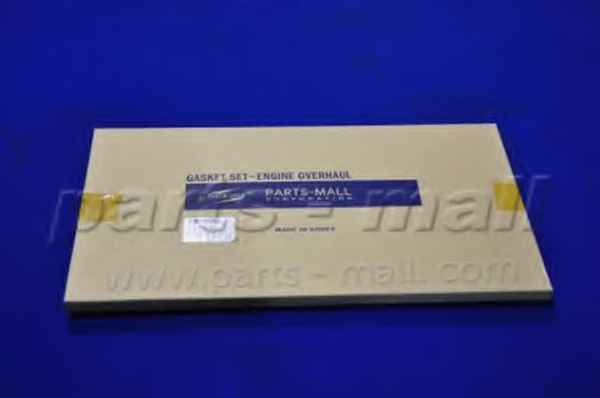 GASKET SET-ENGINE OVERHAUL
PARTS-MALL
CORPORATION
MADE IN KOREA
parts - mall
www.parts-mall.com